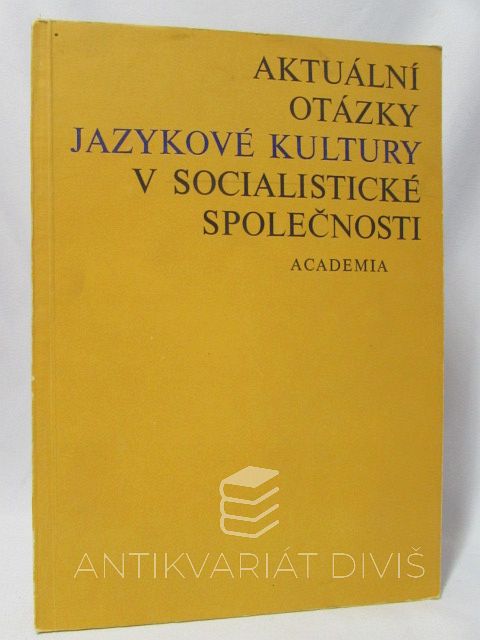 AKTUÁLNÍ
OTÁZKY
JAZYKOVÉ KULTURY
V SOCIALISTICKÉ
SPOLEČNOSTI
ACADEMIA
ANTIKVARIÁT DIVIŠ